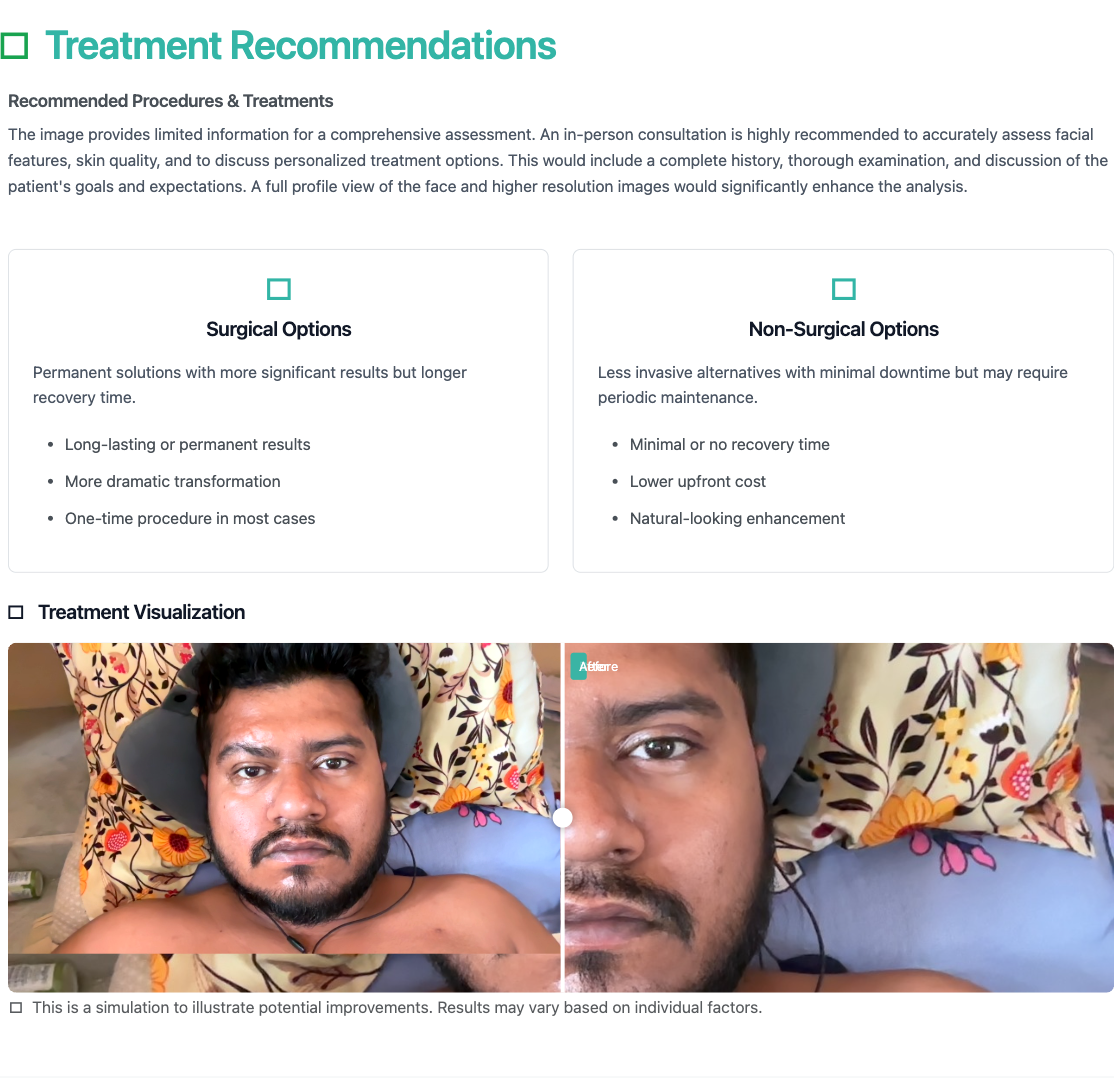 Treatment Recommendations
Recommended Procedures & Treatments
The image provides limited information for a comprehensive assessment. An in-person consultation is highly recommended to accurately assess facial
features, skin quality, and to discuss personalized treatment options. This would include a complete history, thorough examination, and discussion of the
patient's goals and expectations. A full profile view of the face and higher resolution images would significantly enhance the analysis.
Surgical Options
Permanent solutions with more significant results but longer
recovery time.
• Long-lasting or permanent results
• More dramatic transformation
• One-time procedure in most cases
Non-Surgical Options
Less invasive alternatives with minimal downtime but may require
periodic maintenance.
• Minimal or no recovery time
• Lower upfront cost
• Natural-looking enhancement
Treatment Visualization
This is a simulation to illustrate potential improvements. Results may vary based on individual factors.